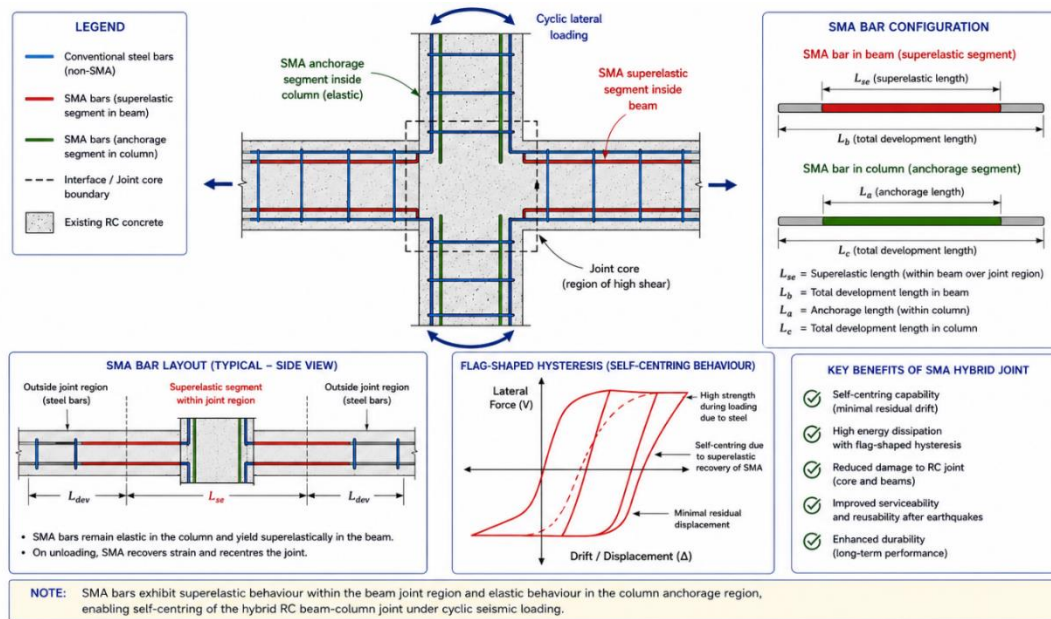 LEGEND
Conventional steel bars
(non-SMA)
SMA bars (superelastic
segment in beam)
SMA bars (anchorage
segment in column)
Interface / Joint core
boundary
Existing RC concrete
Cyclic lateral
loading
SMA anchorage
segment inside
column (elastic)
SMA superelastic
segment inside
beam
Joint core
(region of high shear)
SMA BAR CONFIGURATION
SMA bar in beam (superelastic segment)
Lse (superelastic length)
Lb (total development length)
SMA bar in column (anchorage segment)
La (anchorage length)
Lc (total development length)
Lse = Superelastic length (within beam over joint region)
Lb = Total development length in beam
La = Anchorage length (within column)
Lc = Total development length in column
SMA BAR LAYOUT (TYPICAL – SIDE VIEW)
Outside joint region
(steel bars)
Superelastic segment
within joint region
Outside joint region
(steel bars)
Ldev
Lse
Ldev
• SMA bars remain elastic in the column and yield superelastically in the beam.
• On unloading, SMA recovers strain and recentres the joint.
FLAG-SHAPED HYSTERESIS (SELF-CENTRING BEHAVIOUR)
Lateral
Force (V)
High strength
during loading
due to steel
Self-centring due
to superelastic
recovery of SMA
Minimal residual
displacement
Drift / Displacement (Δ)
KEY BENEFITS OF SMA HYBRID JOINT
Self-centring capability
(minimal residual drift)
High energy dissipation
with flag-shaped hysteresis
Reduced damage to RC joint
(core and beams)
Improved serviceability
and reusability after earthquakes
Enhanced durability
(long-term performance)
NOTE: SMA bars exhibit superelastic behaviour within the beam joint region and elastic behaviour in the column anchorage region,
enabling self-centring of the hybrid RC beam-column joint under cyclic seismic loading.